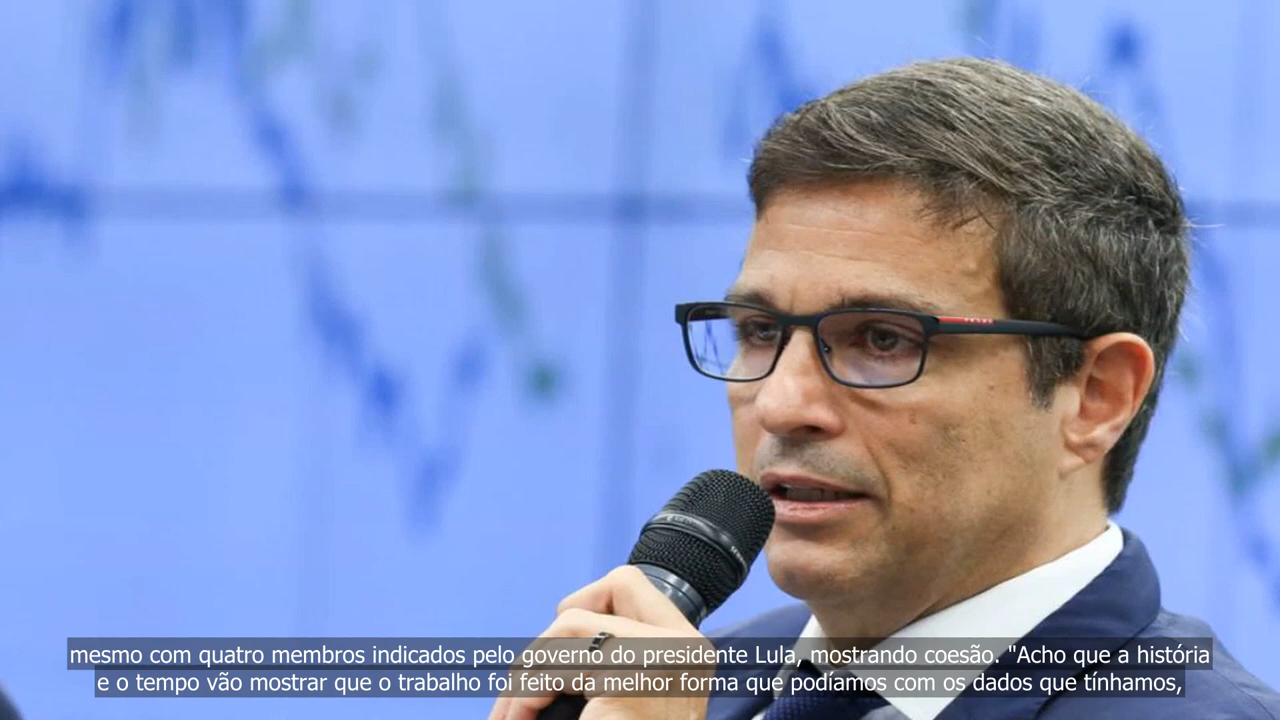 mesmo com quatro membros indicados pelo governo do presidente Lula, mostrando coesão. "Acho que a história
e o tempo vão mostrar que o trabalho foi feito da melhor forma que podíamos com os dados que tínhamos,